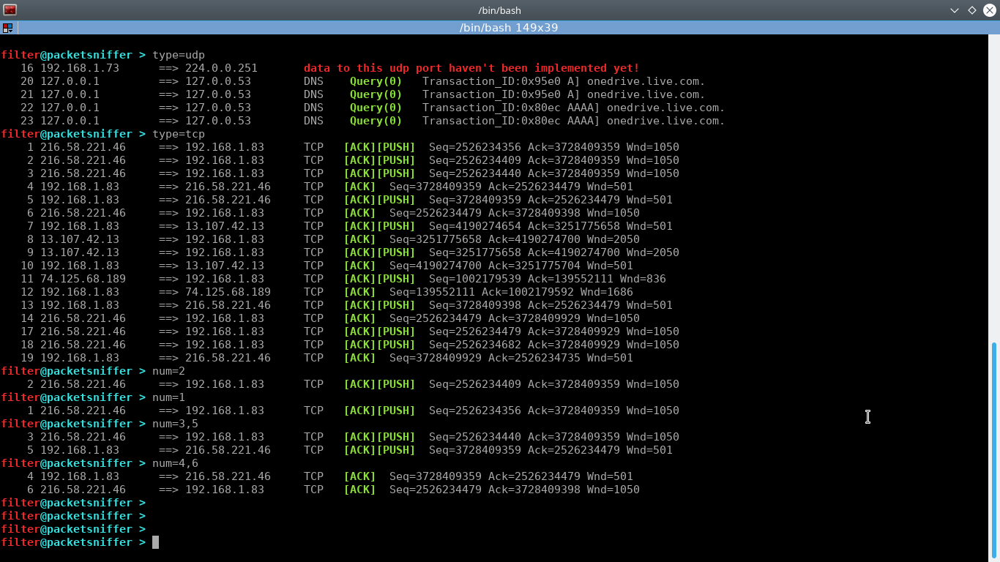 /bin/bash
/bin/bash 149x39
filter@packetsniffer > type=udp
16 192.168.1.73 ==> 224.0.0.251 data to this udp port haven't been implemented yet!
20 127.0.0.1 ==> 127.0.0.53 DNS Query(0) Transaction_ID:0x95e0 A] onedrive.live.com.
21 127.0.0.1 ==> 127.0.0.53 DNS Query(0) Transaction_ID:0x95e0 A] onedrive.live.com.
22 127.0.0.1 ==> 127.0.0.53 DNS Query(0) Transaction_ID:0x80ec AAAA] onedrive.live.com.
23 127.0.0.1 ==> 127.0.0.53 DNS Query(0) Transaction_ID:0x80ec AAAA] onedrive.live.com.
filter@packetsniffer > type=tcp
1 216.58.221.46 ==> 192.168.1.83 TCP [ACK][PUSH] Seq=2526234356 Ack=3728409359 Wnd=1050
2 216.58.221.46 ==> 192.168.1.83 TCP [ACK][PUSH] Seq=2526234409 Ack=3728409359 Wnd=1050
3 216.58.221.46 ==> 192.168.1.83 TCP [ACK][PUSH] Seq=2526234440 Ack=3728409359 Wnd=1050
4 192.168.1.83 ==> 216.58.221.46 TCP [ACK] Seq=3728409359 Ack=2526234479 Wnd=501
5 192.168.1.83 ==> 216.58.221.46 TCP [ACK][PUSH] Seq=3728409359 Ack=2526234479 Wnd=501
6 216.58.221.46 ==> 192.168.1.83 TCP [ACK] Seq=2526234479 Ack=3728409398 Wnd=1050
7 192.168.1.83 ==> 13.107.42.13 TCP [ACK][PUSH] Seq=4190274654 Ack=3251775658 Wnd=501
8 13.107.42.13 ==> 192.168.1.83 TCP [ACK] Seq=3251775658 Ack=4190274700 Wnd=2050
9 13.107.42.13 ==> 192.168.1.83 TCP [ACK][PUSH] Seq=3251775658 Ack=4190274700 Wnd=2050
10 192.168.1.83 ==> 13.107.42.13 TCP [ACK] Seq=4190274700 Ack=3251775704 Wnd=501
11 74.125.68.189 ==> 192.168.1.83 TCP [ACK][PUSH] Seq=1002179539 Ack=139552111 Wnd=836
12 192.168.1.83 ==> 74.125.68.189 TCP [ACK] Seq=139552111 Ack=1002179592 Wnd=1686
13 192.168.1.83 ==> 216.58.221.46 TCP [ACK][PUSH] Seq=3728409398 Ack=2526234479 Wnd=501
14 216.58.221.46 ==> 192.168.1.83 TCP [ACK] Seq=2526234479 Ack=3728409929 Wnd=1050
17 216.58.221.46 ==> 192.168.1.83 TCP [ACK][PUSH] Seq=2526234479 Ack=3728409929 Wnd=1050
18 216.58.221.46 ==> 192.168.1.83 TCP [ACK][PUSH] Seq=2526234682 Ack=3728409929 Wnd=1050
19 192.168.1.83 ==> 216.58.221.46 TCP [ACK] Seq=3728409929 Ack=2526234735 Wnd=501
filter@packetsniffer > num=2
2 216.58.221.46 ==> 192.168.1.83 TCP [ACK][PUSH] Seq=2526234409 Ack=3728409359 Wnd=1050
filter@packetsniffer > num=1
1 216.58.221.46 ==> 192.168.1.83 TCP [ACK][PUSH] Seq=2526234356 Ack=3728409359 Wnd=1050
filter@packetsniffer > num=3,5
3 216.58.221.46 ==> 192.168.1.83 TCP [ACK][PUSH] Seq=2526234440 Ack=3728409359 Wnd=1050
5 192.168.1.83 ==> 216.58.221.46 TCP [ACK][PUSH] Seq=3728409359 Ack=2526234479 Wnd=501
filter@packetsniffer > num=4,6
4 192.168.1.83 ==> 216.58.221.46 TCP [ACK] Seq=3728409359 Ack=2526234479 Wnd=501
6 216.58.221.46 ==> 192.168.1.83 TCP [ACK] Seq=2526234479 Ack=3728409398 Wnd=1050
filter@packetsniffer >
filter@packetsniffer >
filter@packetsniffer >
filter@packetsniffer >